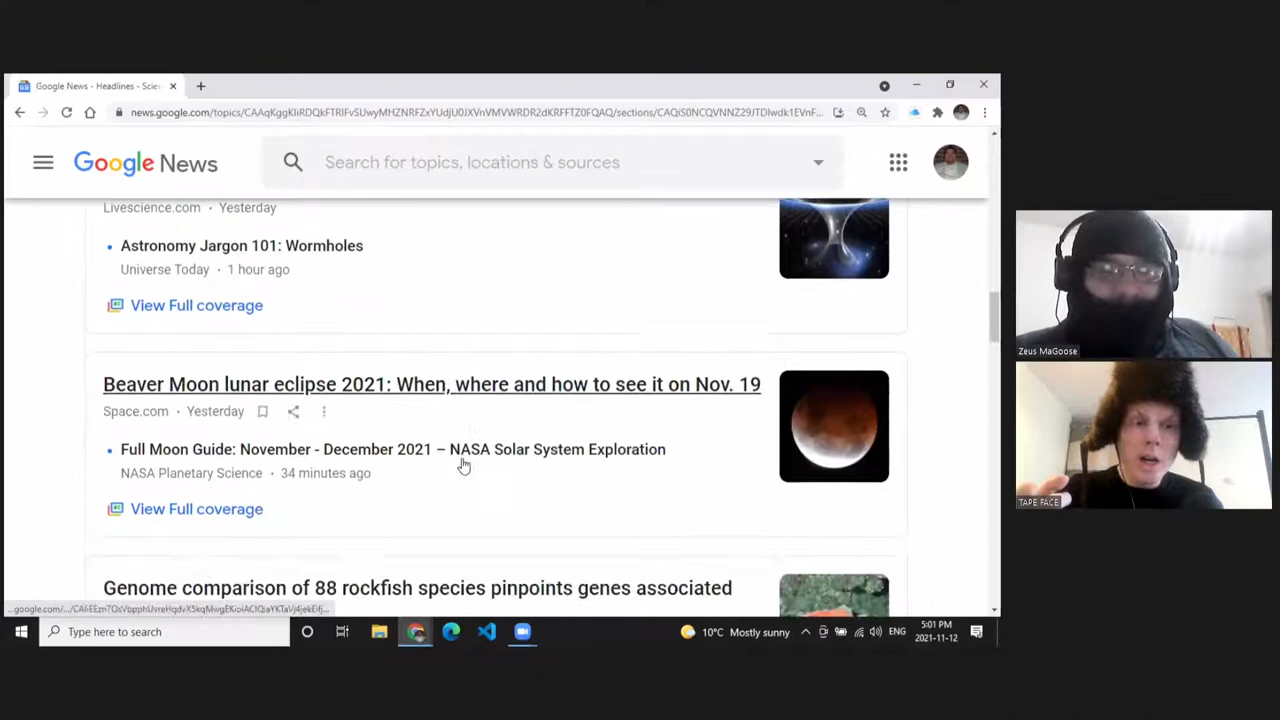 Google News - Headlines - Scie
news.google.com/topics/
Google News
Search for topics, locations & sources
Livescience.com · Yesterday
Astronomy Jargon 101: Wormholes
Universe Today · 1 hour ago
View Full coverage
Beaver Moon lunar eclipse 2021: When, where and how to see it on Nov. 19
Space.com · Yesterday
Full Moon Guide: November - December 2021 – NASA Solar System Exploration
NASA Planetary Science · 34 minutes ago
View Full coverage
Genome comparison of 88 rockfish species pinpoints genes associated
Type here to search
10°C Mostly sunny
ENG
5:01 PM
2021-11-12
Zeus MaGoose
TAPE FACE